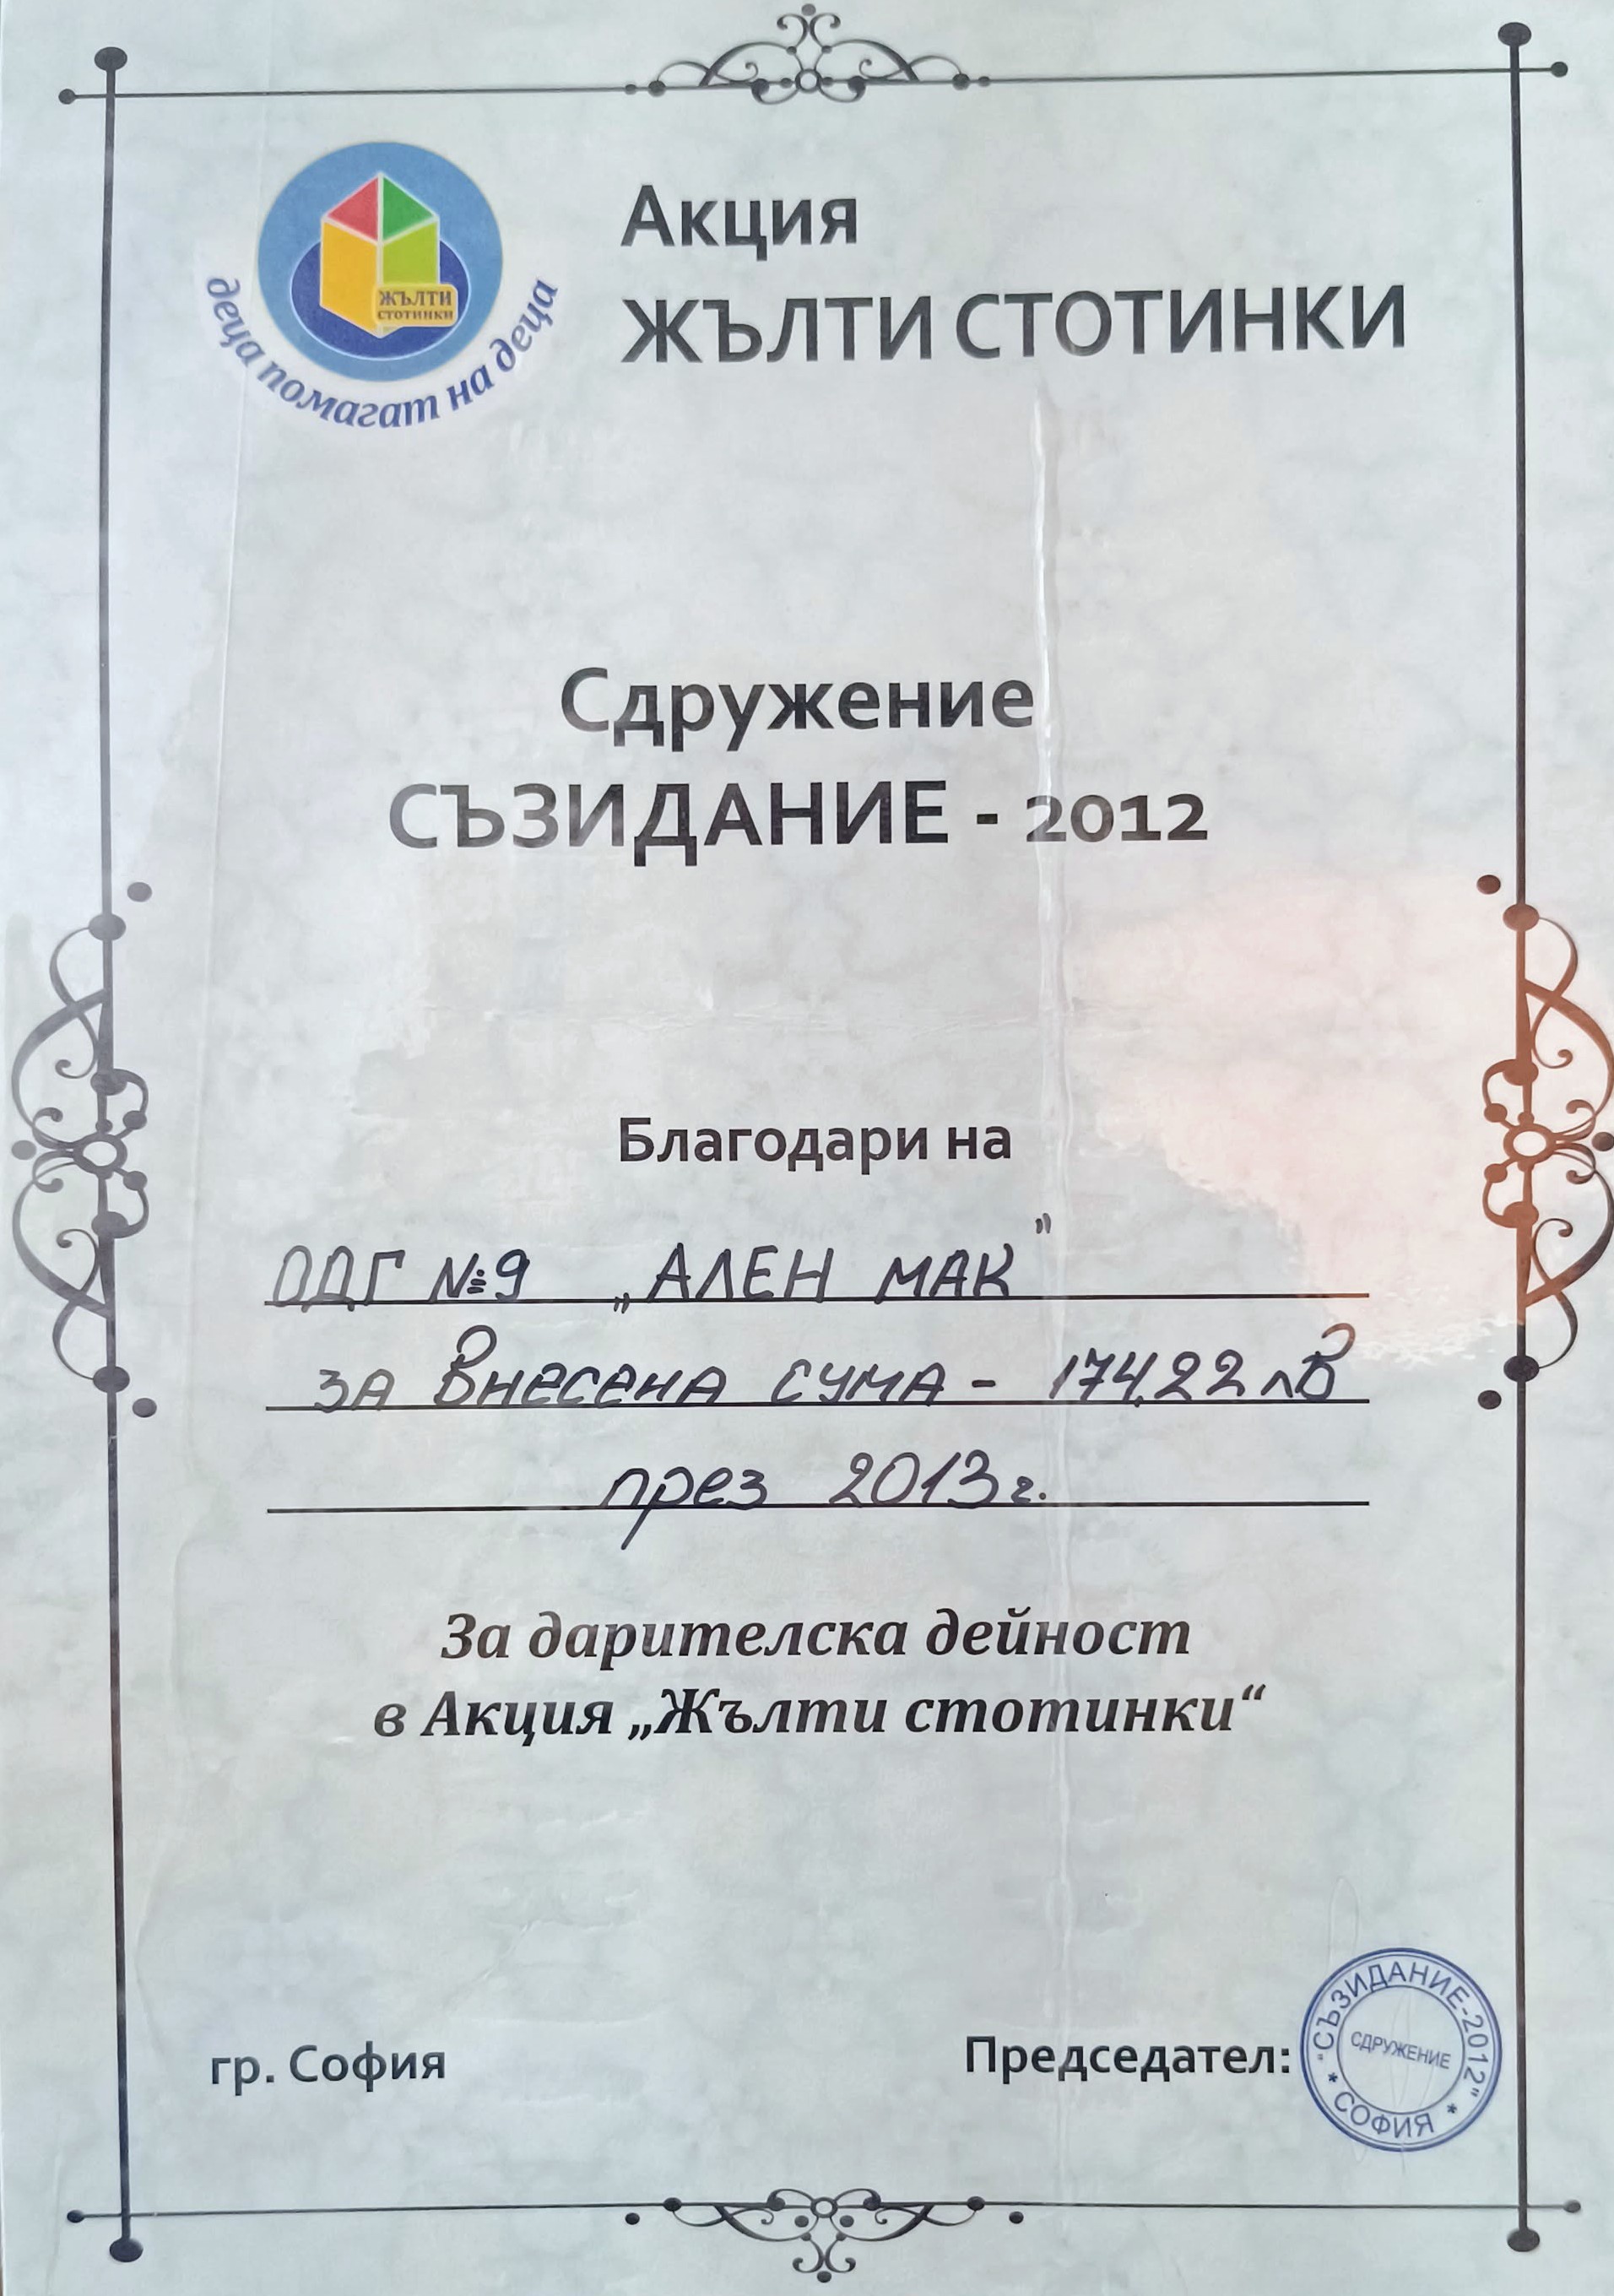 ЖЪЛТИ
СТОТИНКИ
деца помагат на деца
Акция
ЖЪЛТИ СТОТИНКИ
Сдружение
СЪЗИДАНИЕ - 2012
Благодари на
ОДГ №9 „АЛЕН МАК"
за внесена сума - 174,22 лв
през 2013г.
За дарителска дейност
в Акция „Жълти стотинки“
гр. София
Председател:
"СЪЗИДАНИЕ-2012"
СДРУЖЕНИЕ
* СОФИЯ *